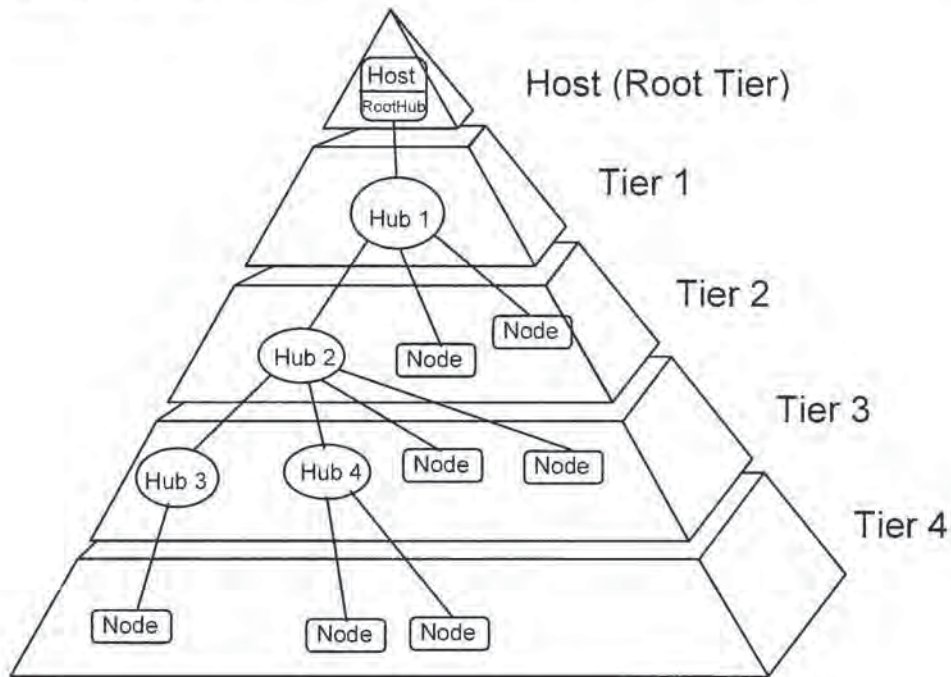 Host
RootHub
Host (Root Tier)
Tier 1
Hub 1
Tier 2
Node
Hub 2
Node
Tier 3
Hub 3
Hub 4
Node
Node
Tier 4
Node
Node
Node